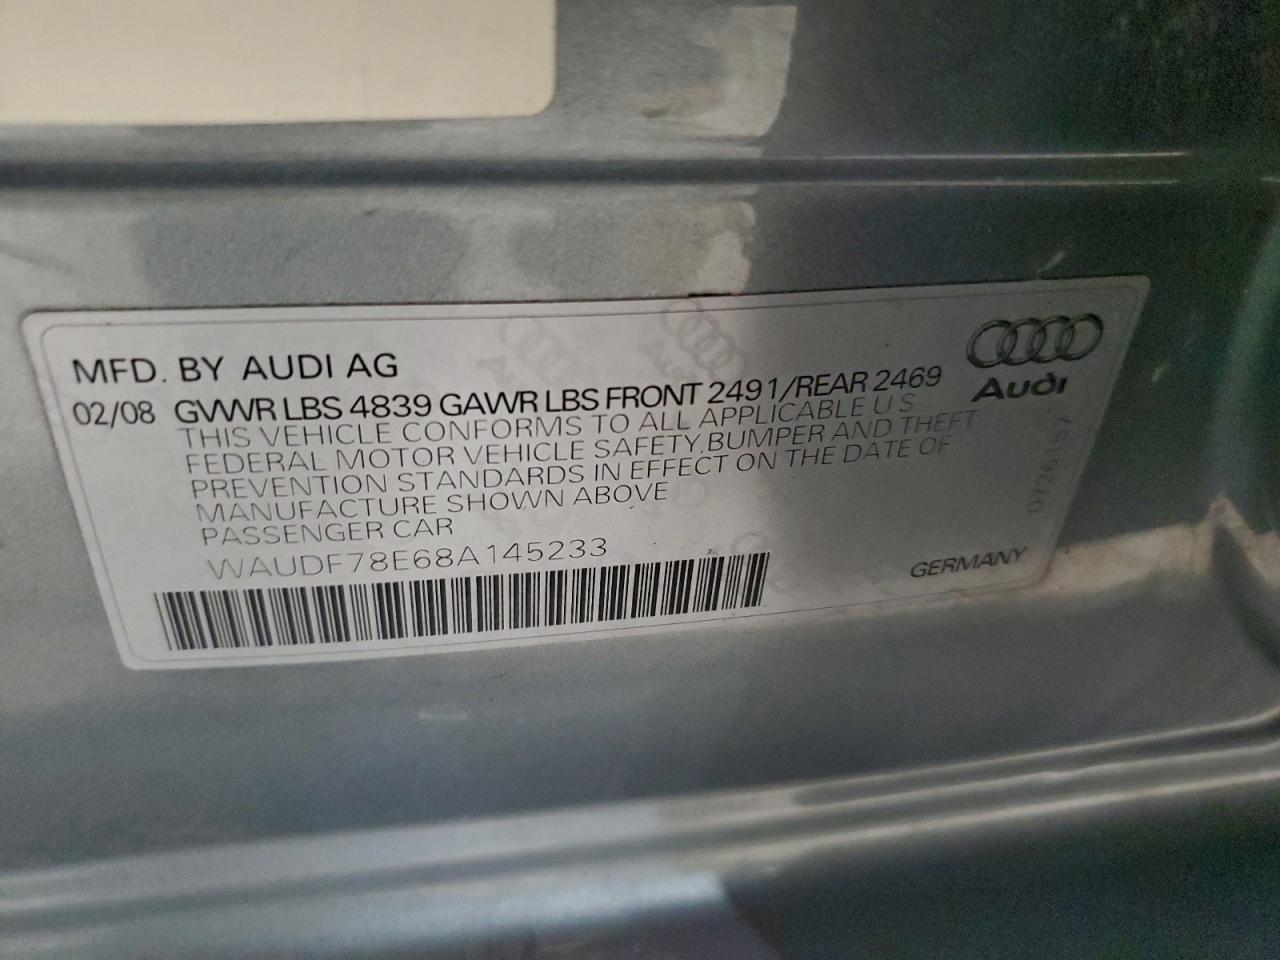 MFD. BY AUDI AG
02/08 GVWR LBS 4839 GAWR LBS FRONT 2491/REAR 2469
THIS VEHICLE CONFORMS TO ALL APPLICABLE U S
FEDERAL MOTOR VEHICLE SAFETY, BUMPER AND THEFT
PREVENTION STANDARDS IN EFFECT ON THE DATE OF
MANUFACTURE SHOWN ABOVE
PASSENGER CAR
WAUDF78E68A145233
GERMANY
Audi